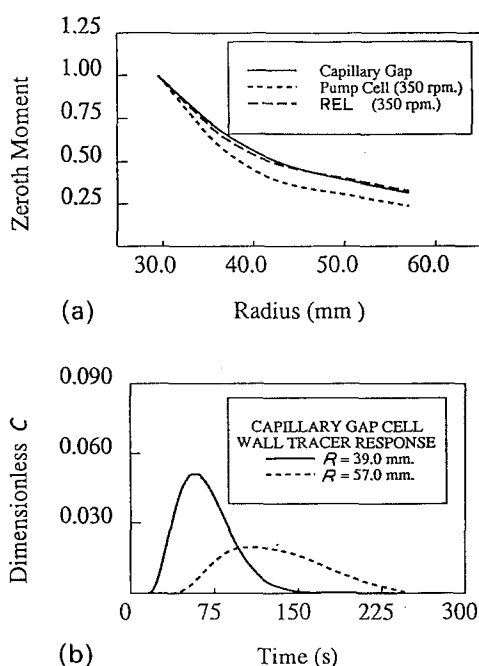 1.25
1.00
0.75
0.50
0.25
Zeroth Moment
Capillary Gap
Pump Cell (350 rpm.)
REL (350 rpm.)
30.0 40.0 50.0 60.0
(a) Radius (mm )
0.090
0.060
0.030
Dimensionless C
CAPILLARY GAP CELL
WALL TRACER RESPONSE
R = 39.0 mm.
R = 57.0 mm.
0 75 150 225 300
(b) Time (s)